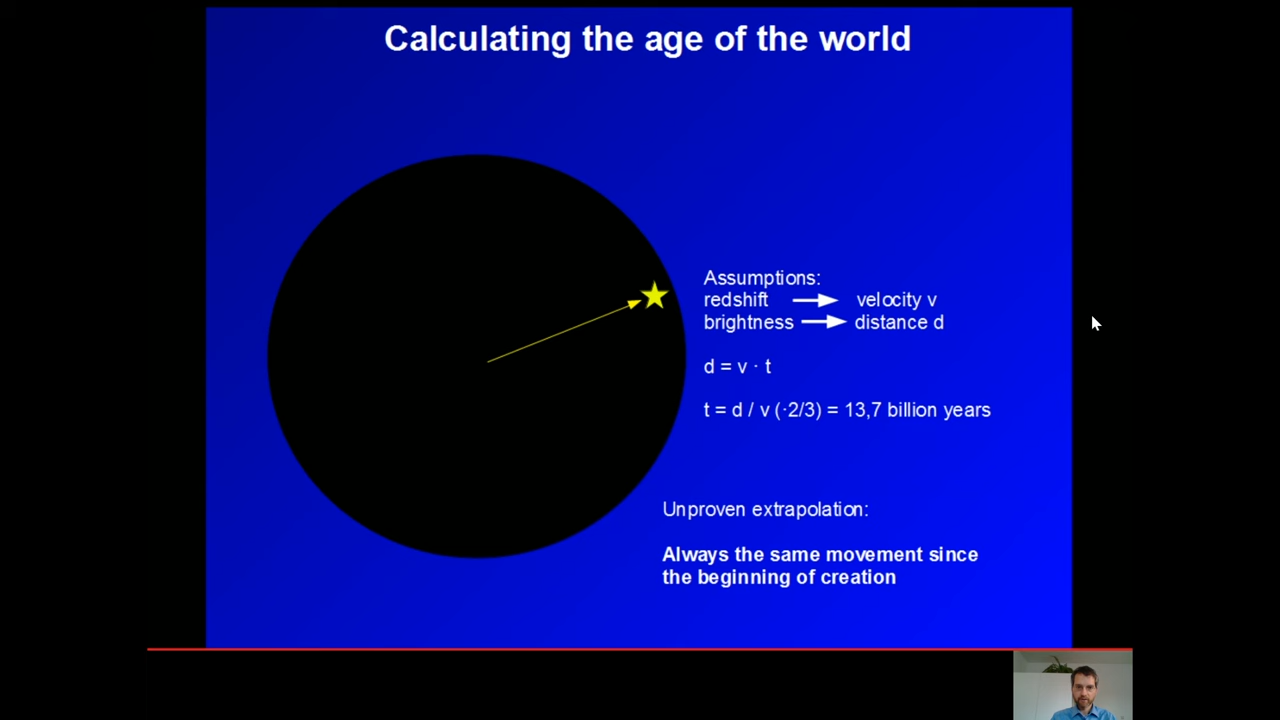 Calculating the age of the world
Assumptions:
redshift velocity v
brightness distance d
d = v · t
t = d / v (·2/3) = 13,7 billion years
Unproven extrapolation:
Always the same movement since
the beginning of creation